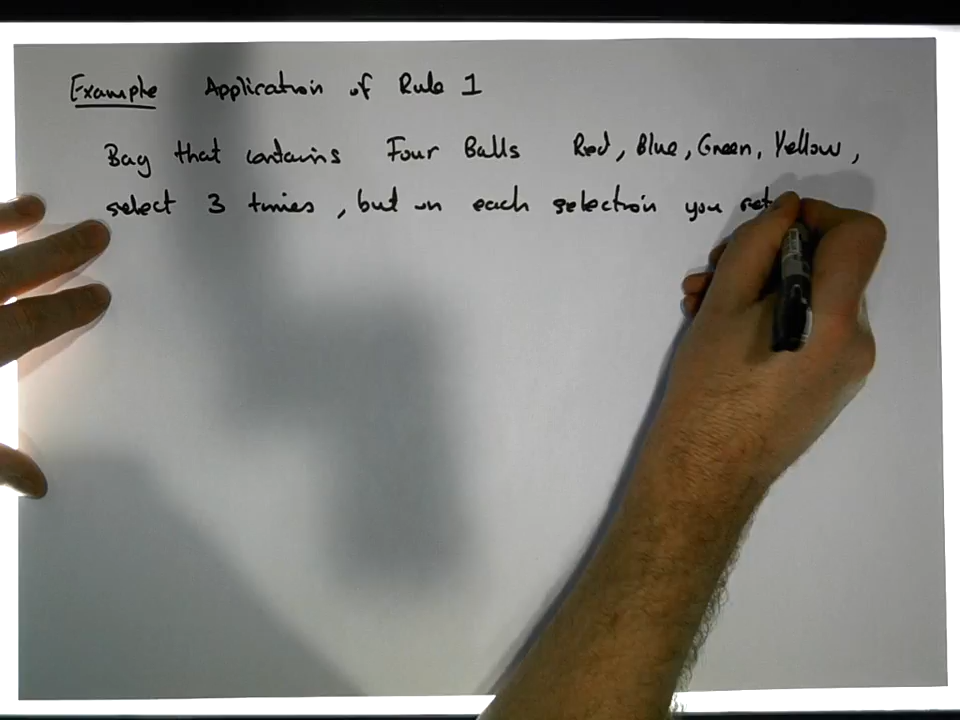 Example Application of Rule 1
Bag that contains Four Balls Red, Blue, Green, Yellow,
select 3 times, but on each selection you ret